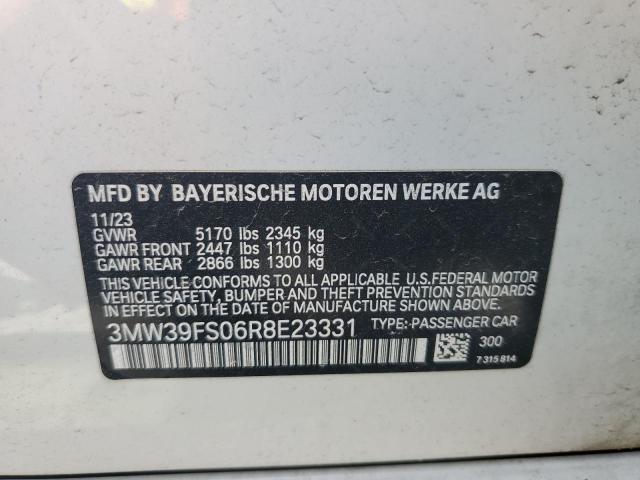 MFD BY BAYERISCHE MOTOREN WERKE AG
11/23
GVWR 5170 lbs 2345 kg
GAWR FRONT 2447 lbs 1110 kg
GAWR REAR 2866 lbs 1300 kg
THIS VEHICLE CONFORMS TO ALL APPLICABLE U.S.FEDERAL MOTOR
VEHICLE SAFETY, BUMPER, AND THEFT PREVENTION
STANDARDS IN EFFECT ON THE DATE OF MANUFACTURE SHOWN ABOVE.
3MW39FS06R8E23331 TYPE: PASSENGER CAR
300
7 315 814